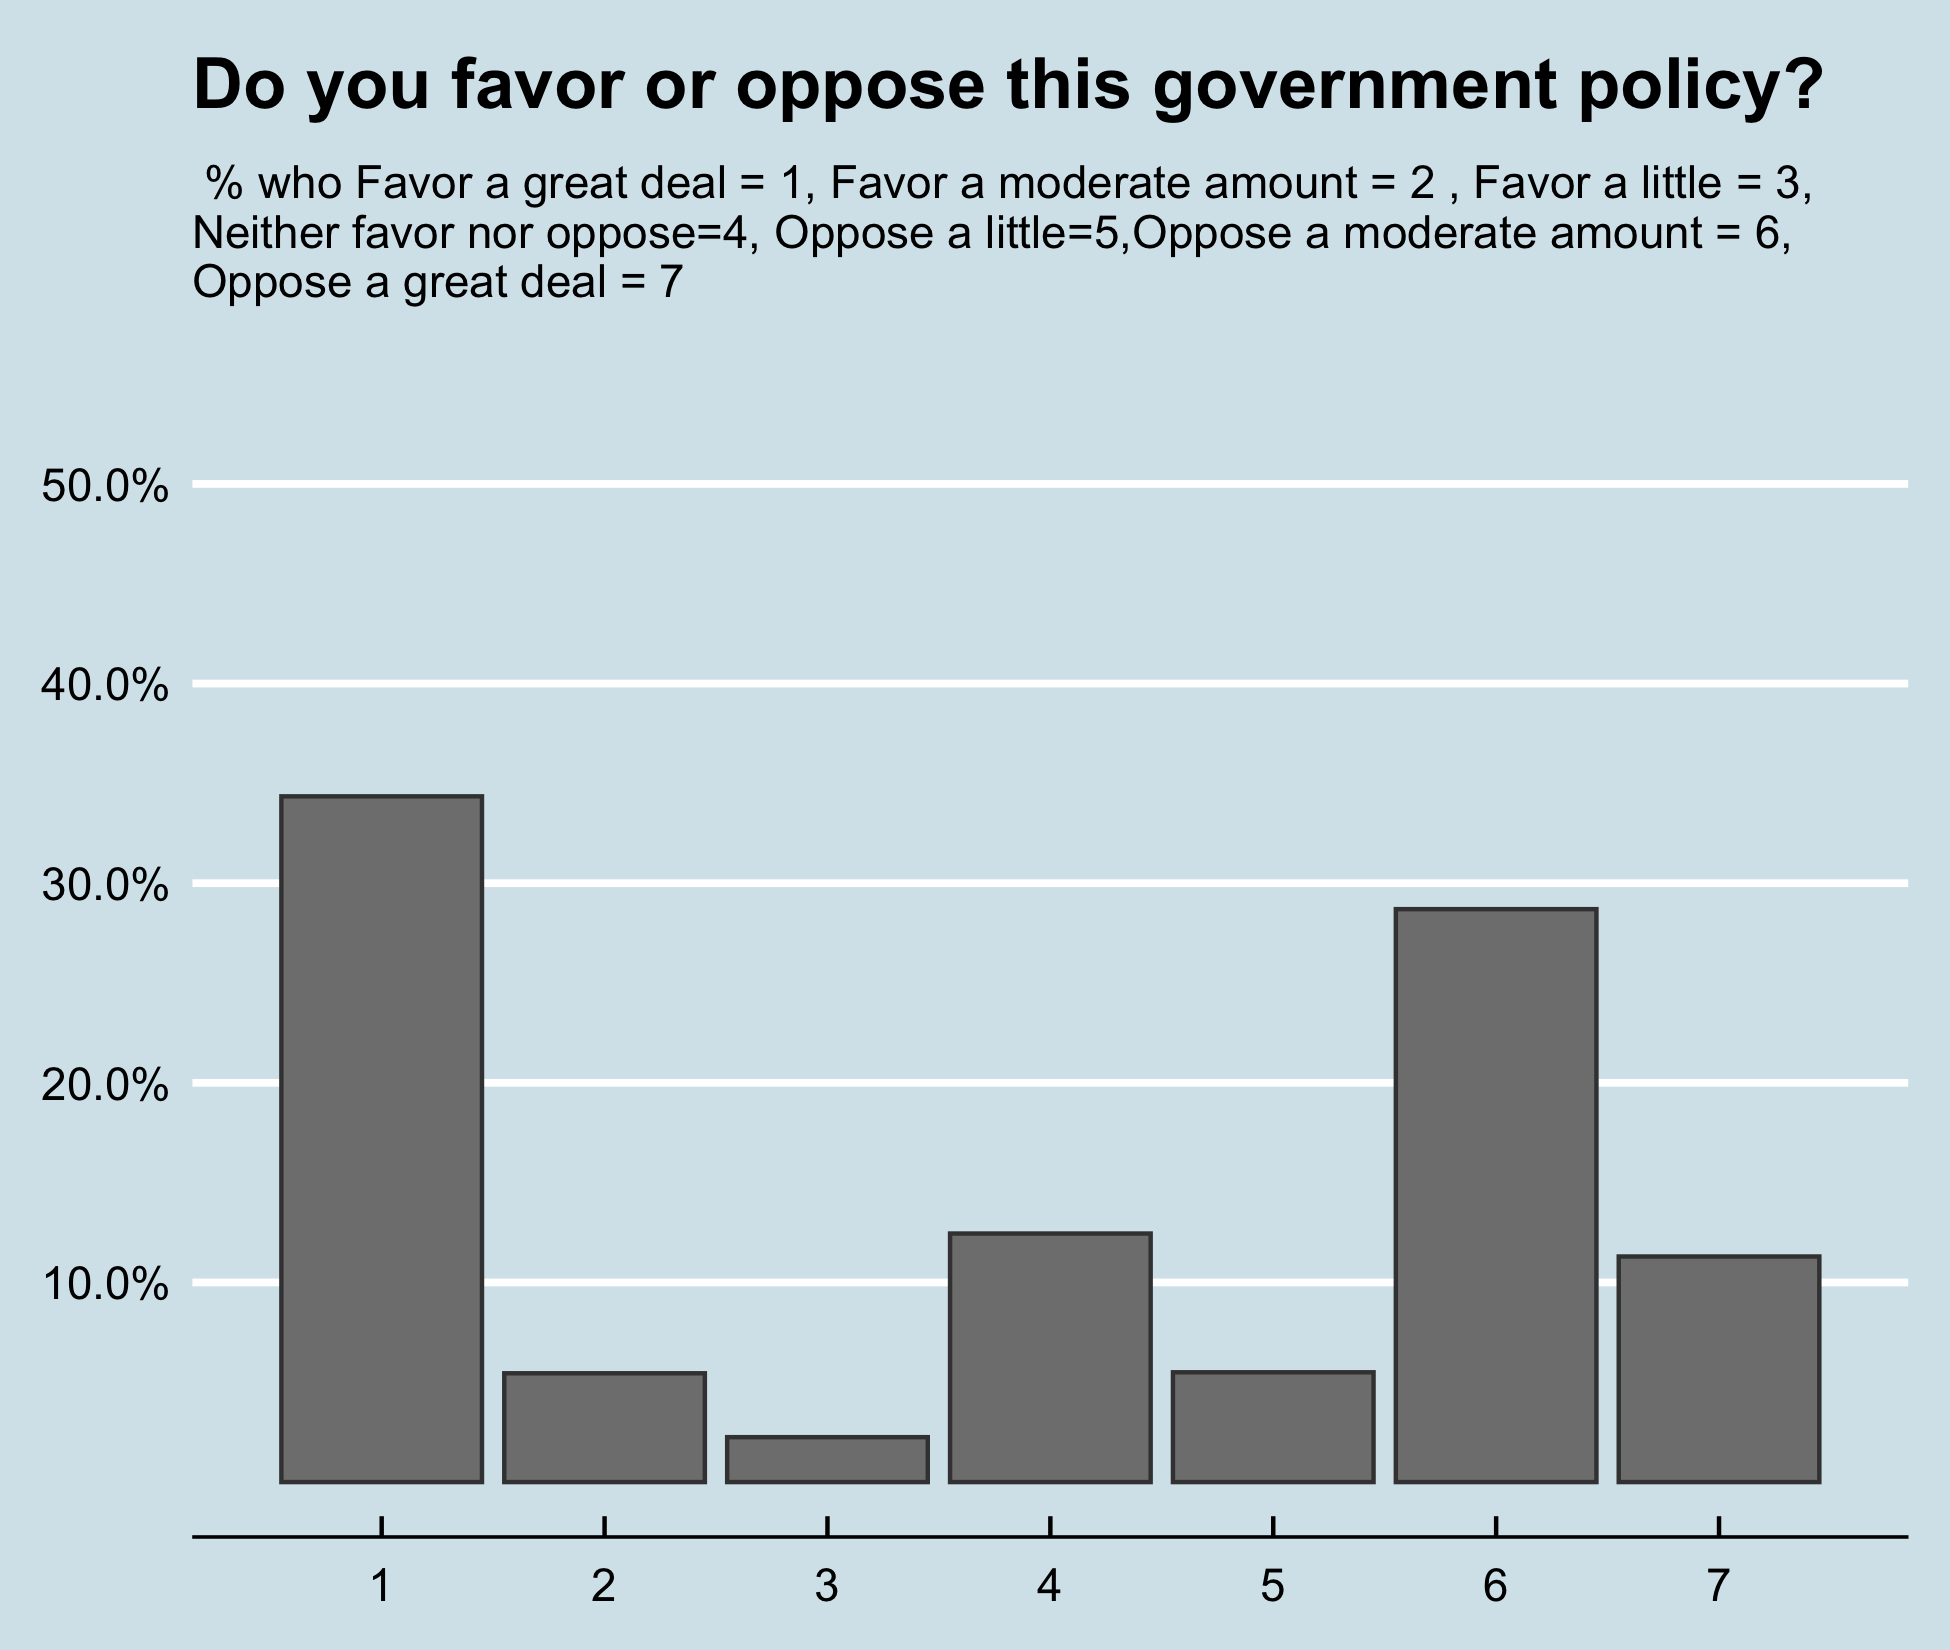 Do you favor or oppose this government policy?
% who Favor a great deal = 1, Favor a moderate amount = 2 , Favor a little = 3,
Neither favor nor oppose=4, Oppose a little=5,Oppose a moderate amount = 6,
Oppose a great deal = 7
50.0%
40.0%
30.0%
20.0%
10.0%
1 2 3 4 5 6 7